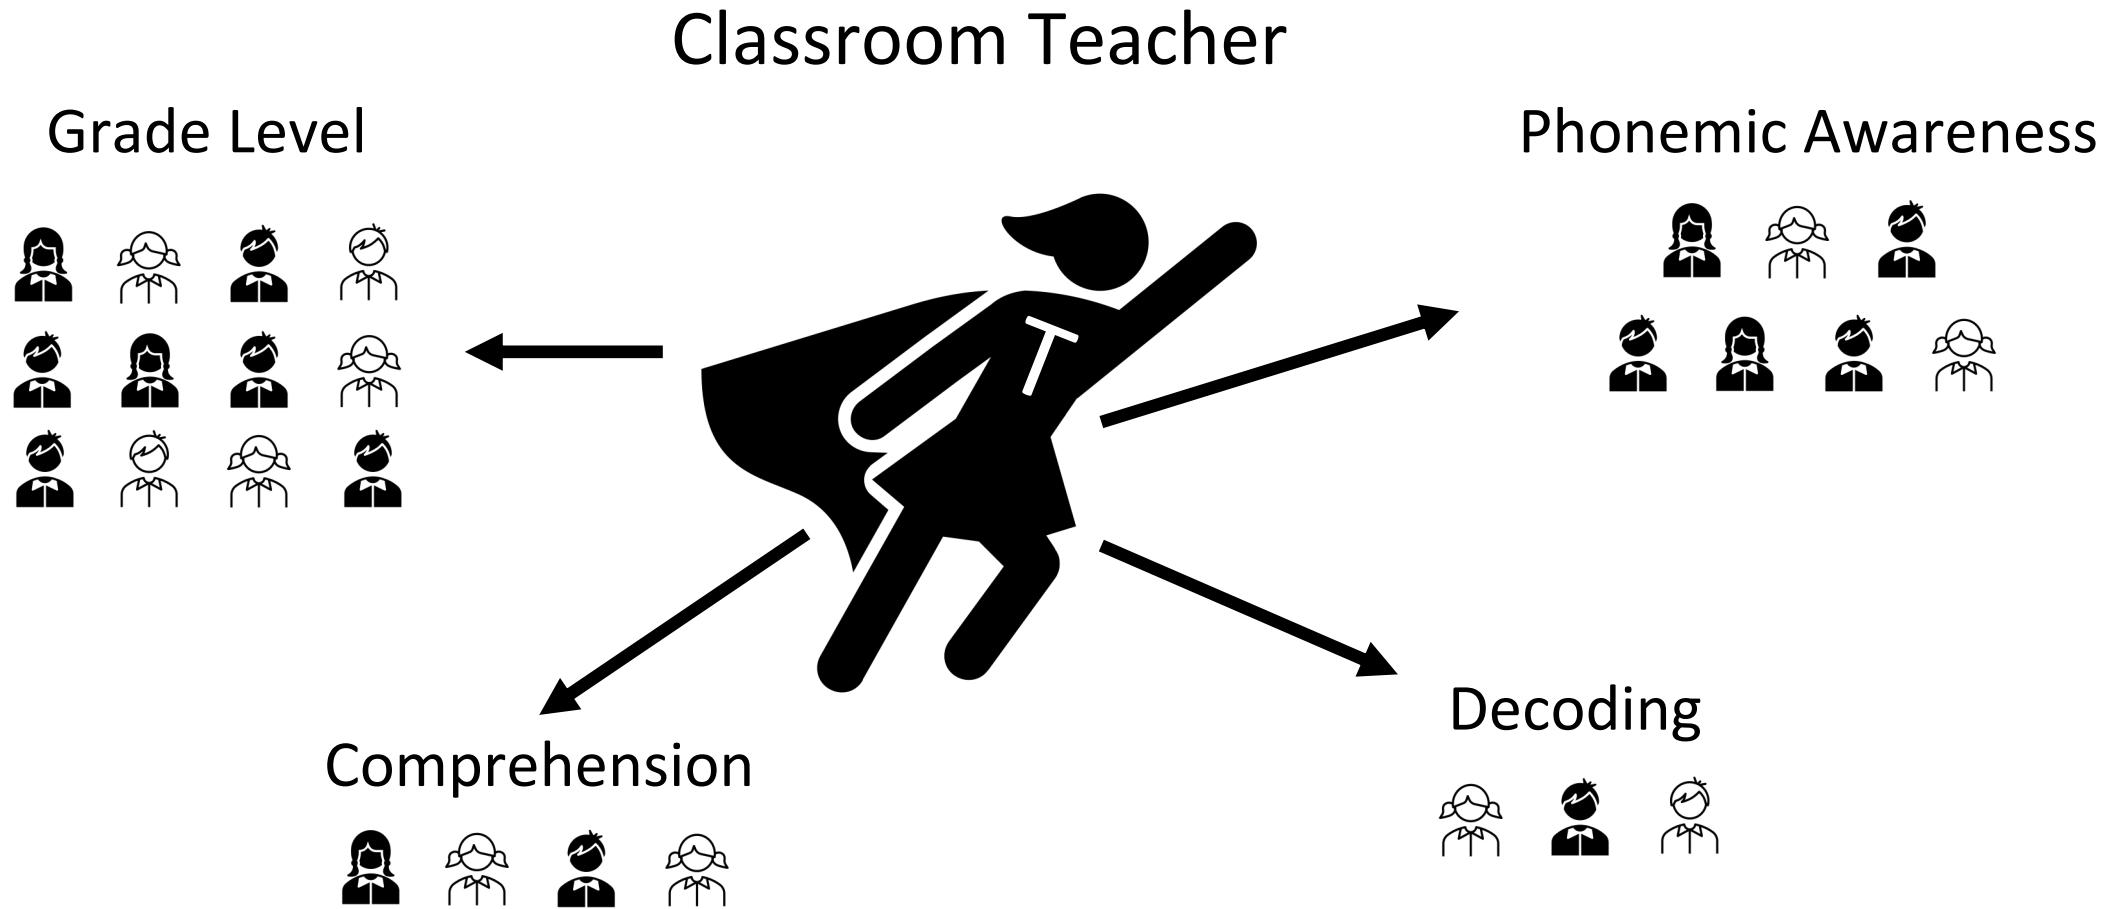 Classroom Teacher
Grade Level
Phonemic Awareness
T
Decoding
Comprehension